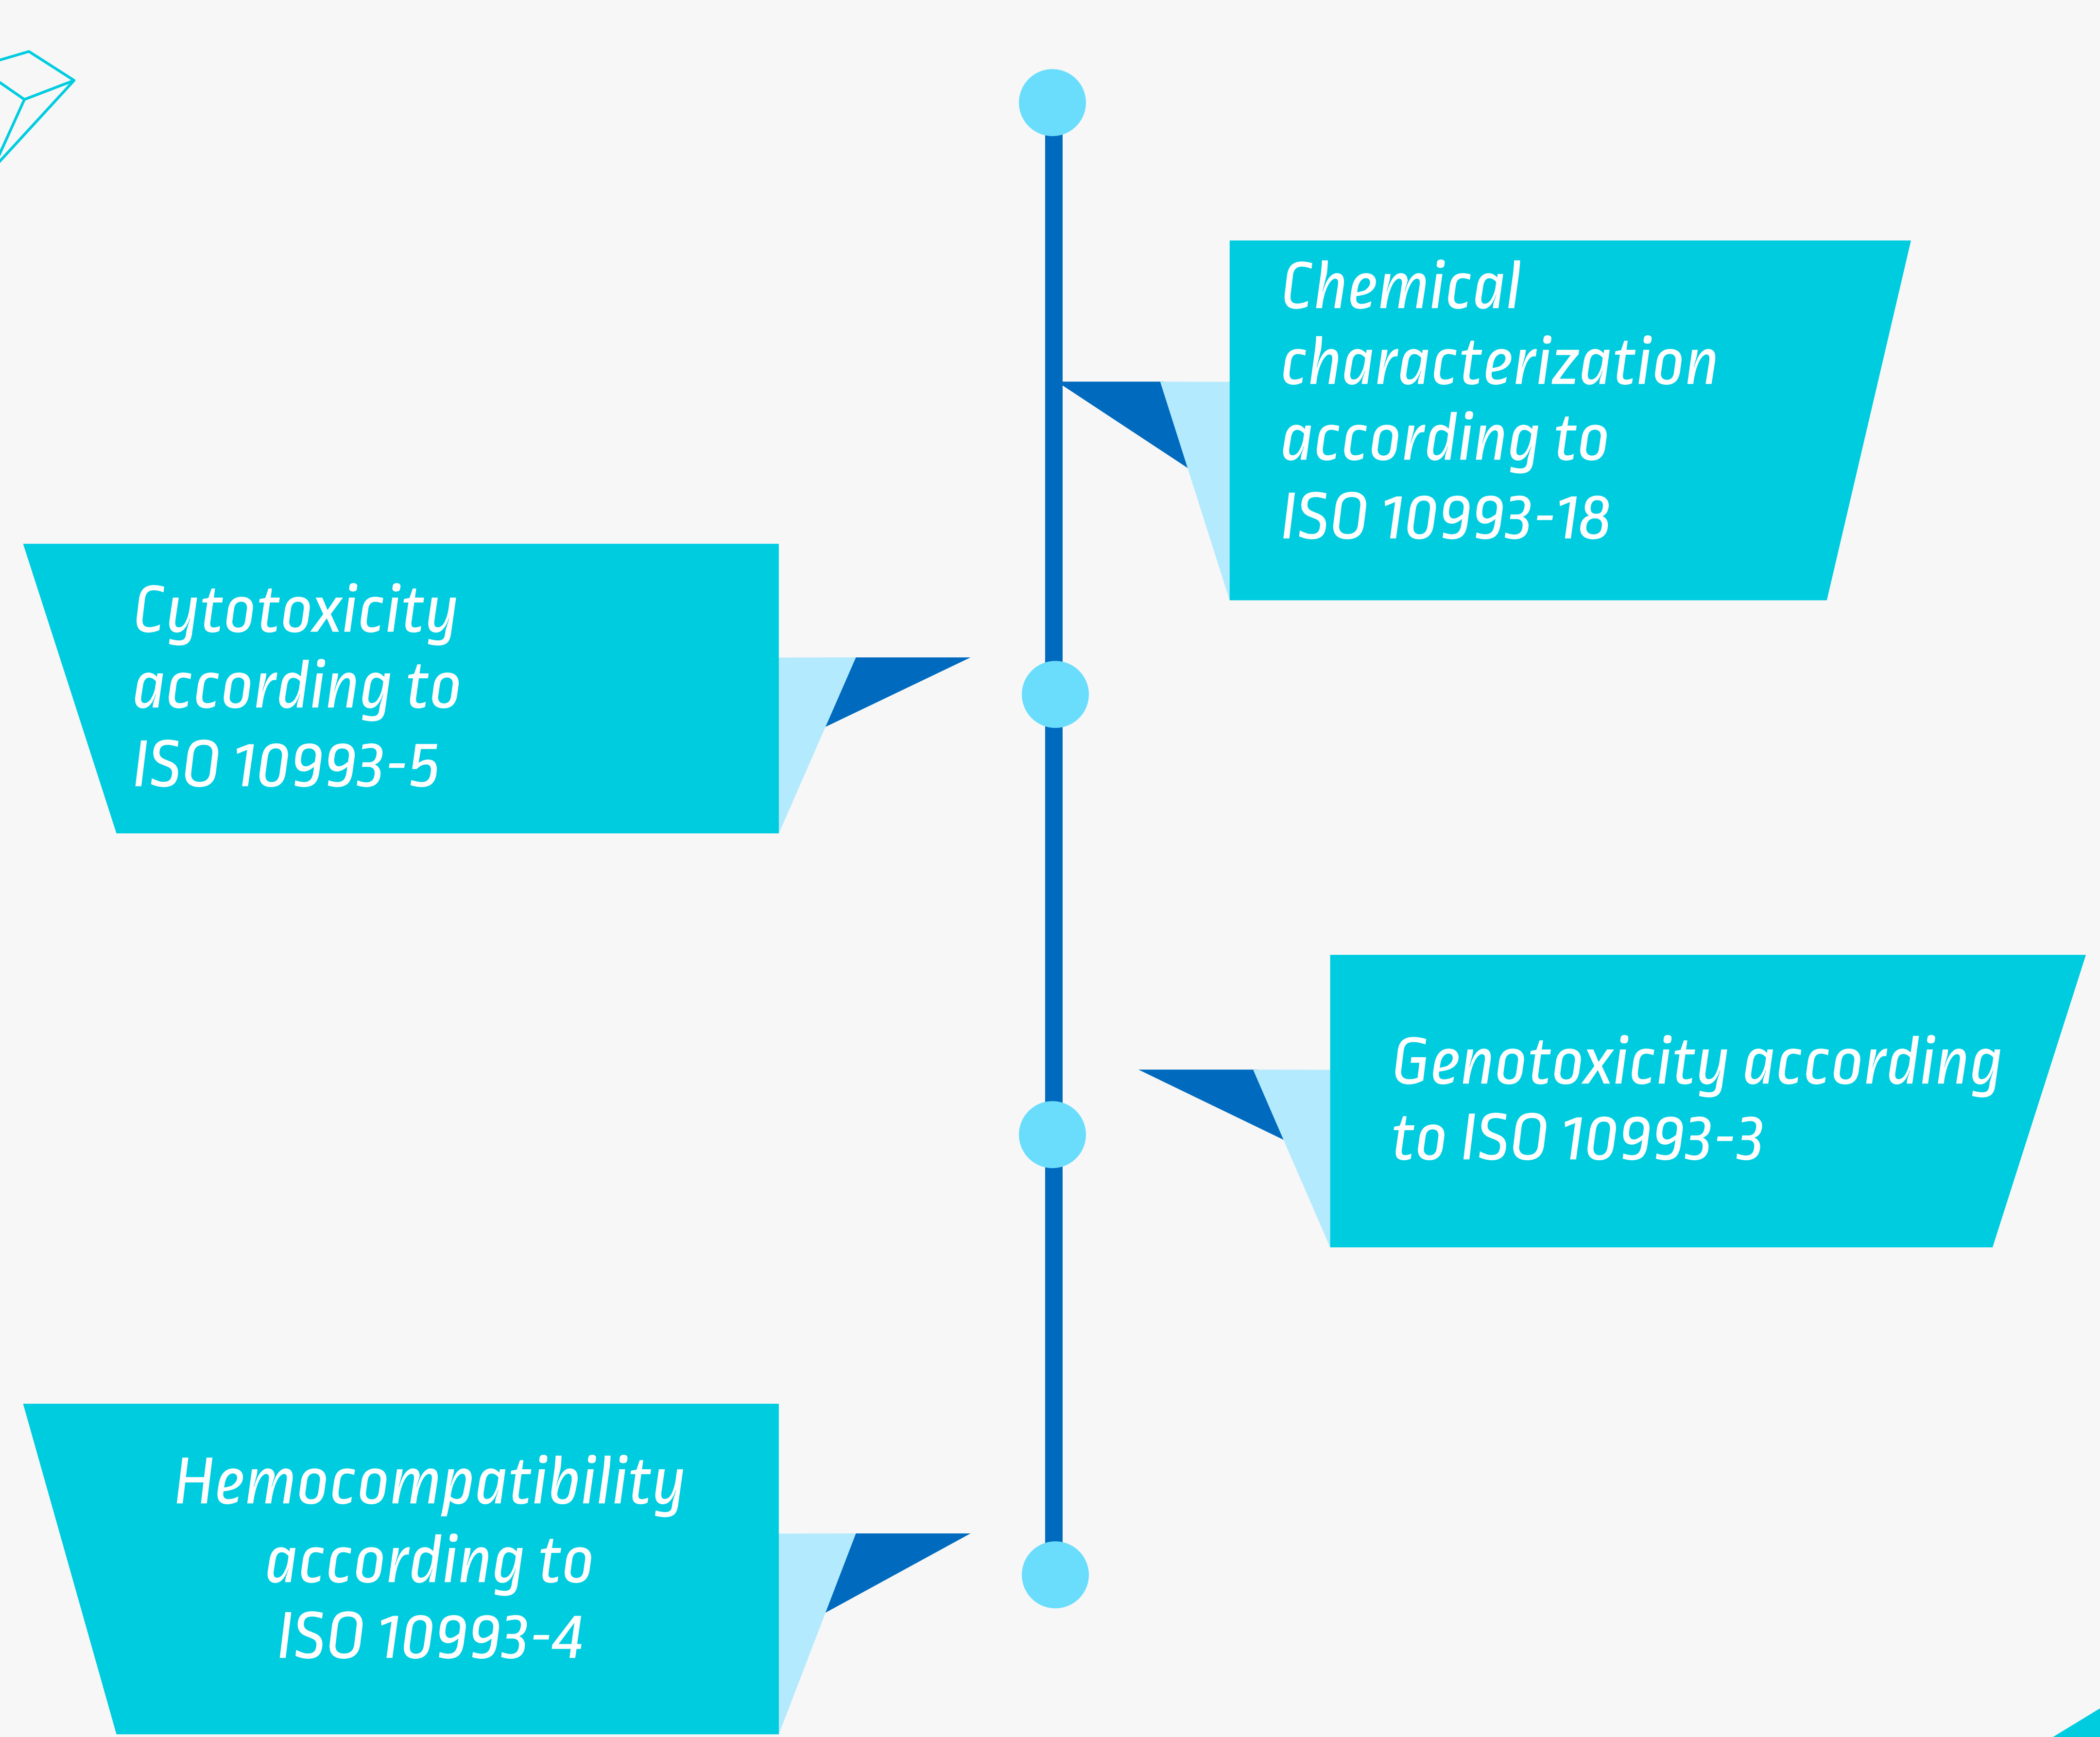 Chemical
characterization
according to
ISO 10993-18
Cytotoxicity
according to
ISO 10993-5
Genotoxicity according
to ISO 10993-3
Hemocompatibility
according to
ISO 10993-4